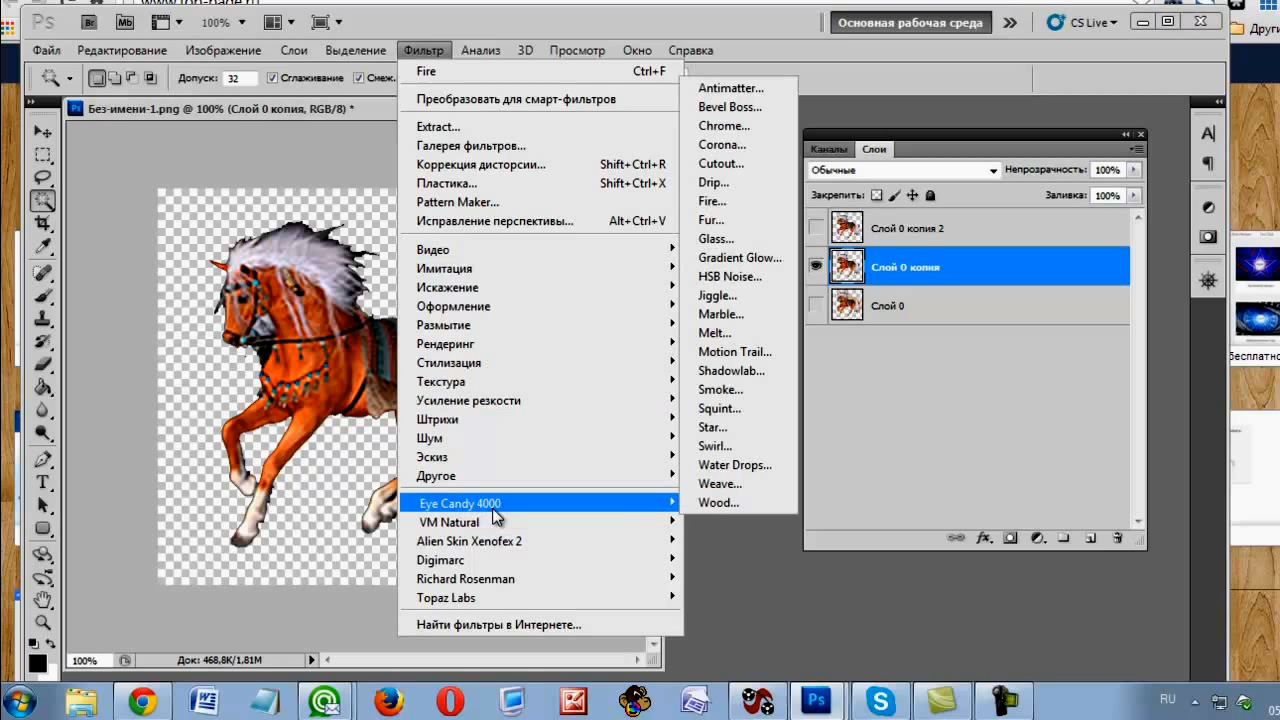 Ps
Br
Mb
100%
Основная рабочая среда
CS Live
Други
Файл
Редактирование
Изображение
Слои
Выделение
Фильтр
Анализ
3D
Просмотр
Окно
Справка
Допуск: 32
Сглаживание
Смеж.
Без-имени-1.png @ 100% (Слой 0 копия, RGB/8) *
Fire Ctrl+F
Преобразовать для смарт-фильтров
Extract...
Галерея фильтров...
Коррекция дисторсии... Shift+Ctrl+R
Пластика... Shift+Ctrl+X
Pattern Maker...
Исправление перспективы... Alt+Ctrl+V
Видео
Имитация
Искажение
Оформление
Размытие
Рендеринг
Стилизация
Текстура
Усиление резкости
Штрихи
Шум
Эскиз
Другое
Eye Candy 4000
VM Natural
Alien Skin Xenofex 2
Digimarc
Richard Rosenman
Topaz Labs
Найти фильтры в Интернете...
Antimatter...
Bevel Boss...
Chrome...
Corona...
Cutout...
Drip...
Fire...
Fur...
Glass...
Gradient Glow...
HSB Noise...
Jiggle...
Marble...
Melt...
Motion Trail...
Shadowlab...
Smoke...
Squint...
Star...
Swirl...
Water Drops...
Weave...
Wood...
Каналы
Слои
Обычные
Непрозрачность: 100%
Закрепить:
Заливка: 100%
Слой 0 копия 2
Слой 0 копия
Слой 0
fx
бесплатно
100%
Док: 468,8K/1,81M
Ps
RU
05